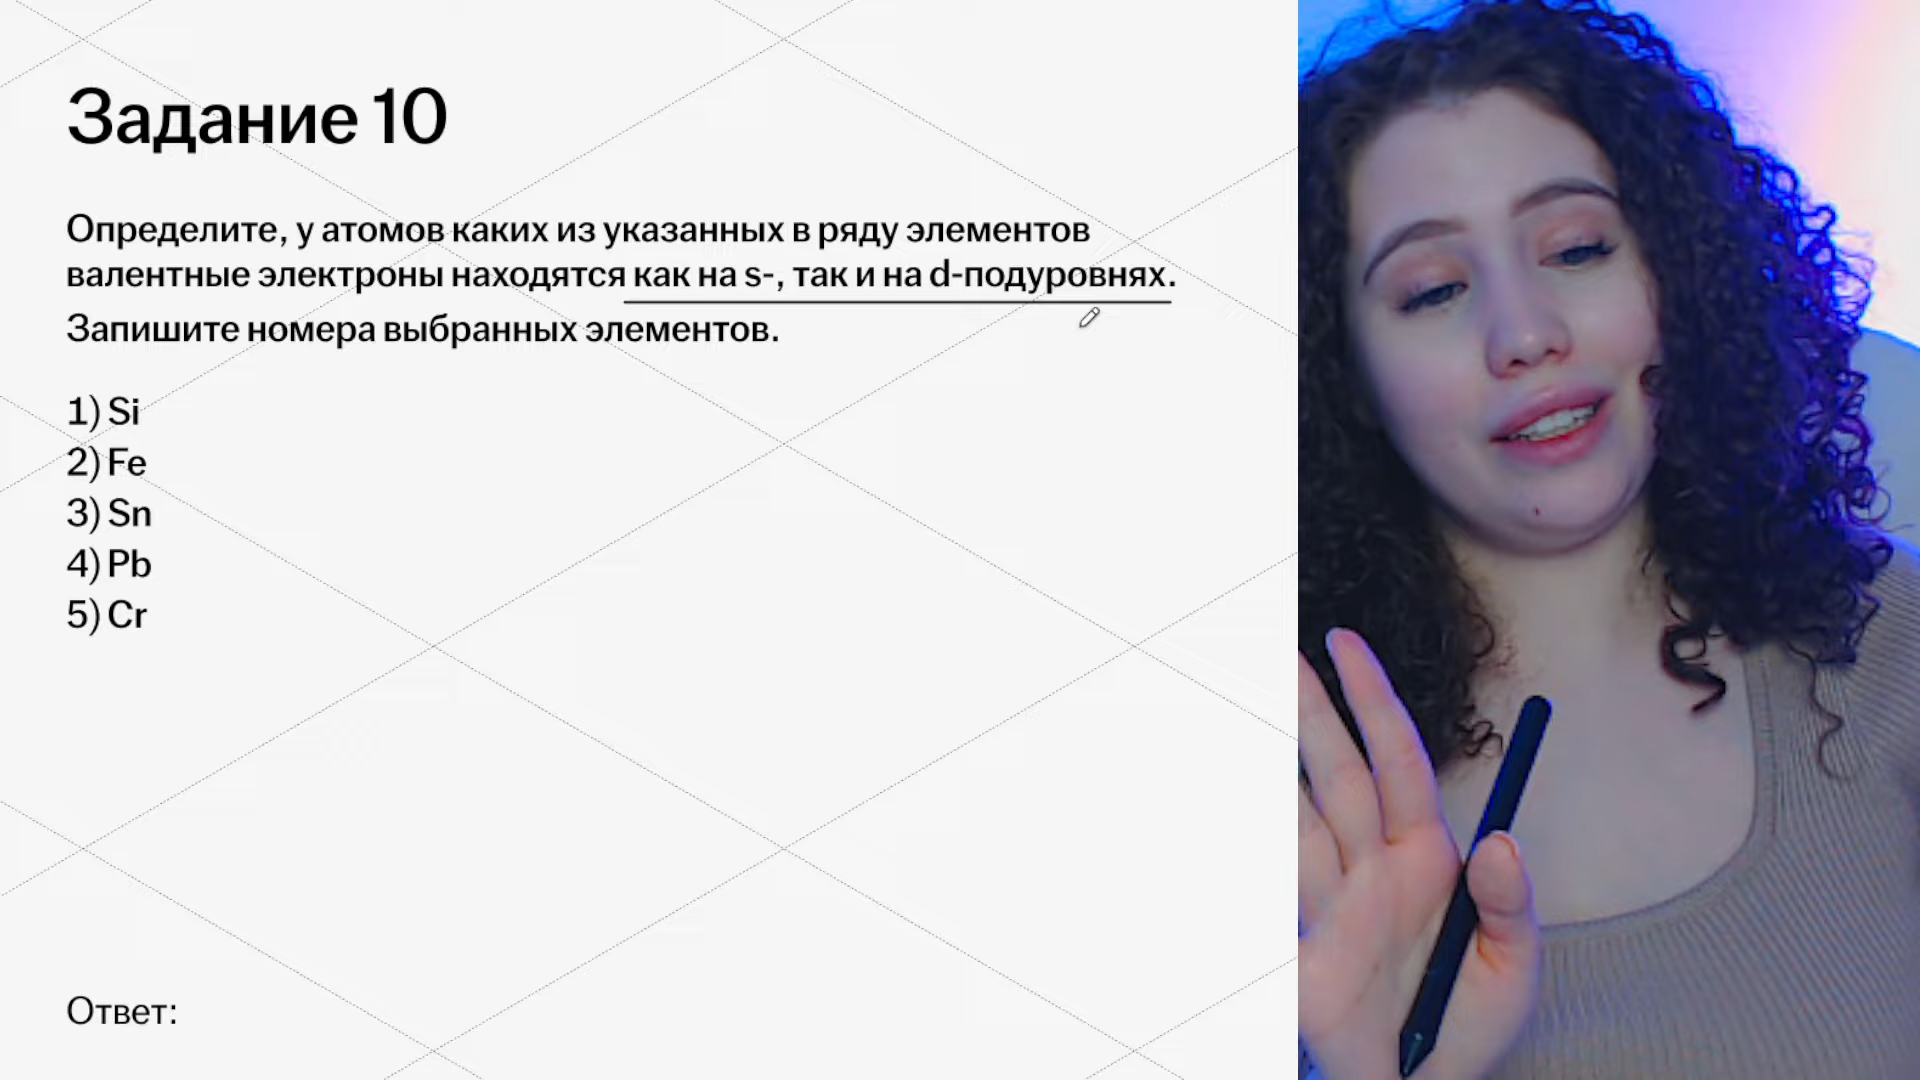 Задание 10
Определите, у атомов каких из указанных в ряду элементов
валентные электроны находятся как на s-, так и на d-подуровнях.
Запишите номера выбранных элементов.
1) Si
2) Fe
3) Sn
4) Pb
5) Cr
Ответ: